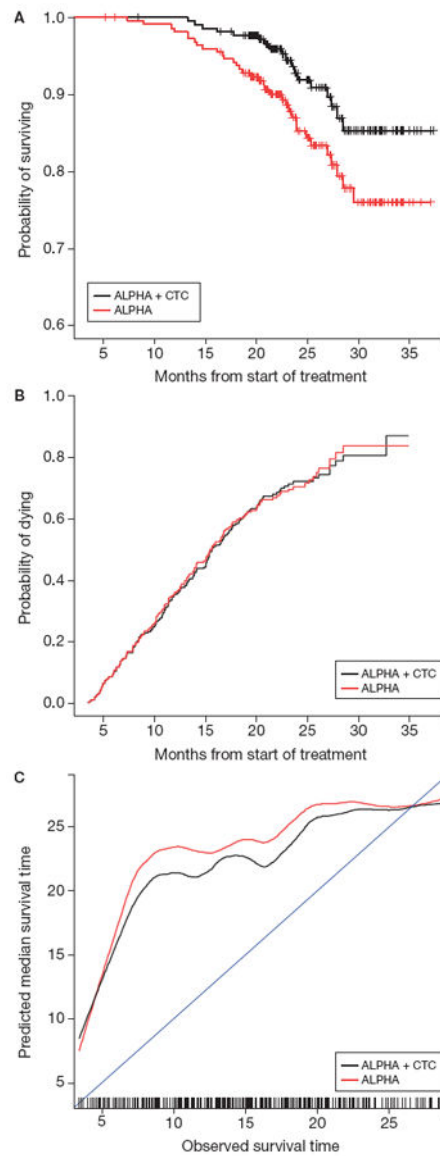 A
1.0
0.9
0.8
0.7
0.6
Probability of surviving
ALPHA + CTC
ALPHA
5 10 15 20 25 30 35
Months from start of treatment
B
1.0
0.8
0.6
0.4
0.2
0.0
Probability of dying
ALPHA + CTC
ALPHA
5 10 15 20 25 30 35
Months from start of treatment
C
25
20
15
10
5
Predicted median survival time
ALPHA + CTC
ALPHA
5 10 15 20 25
Observed survival time